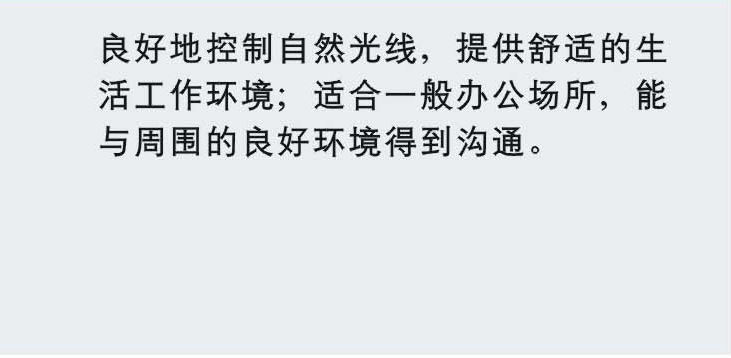 良好地控制自然光线，提供舒适的生
活工作环境；适合一般办公场所，能
与周围的良好环境得到沟通。